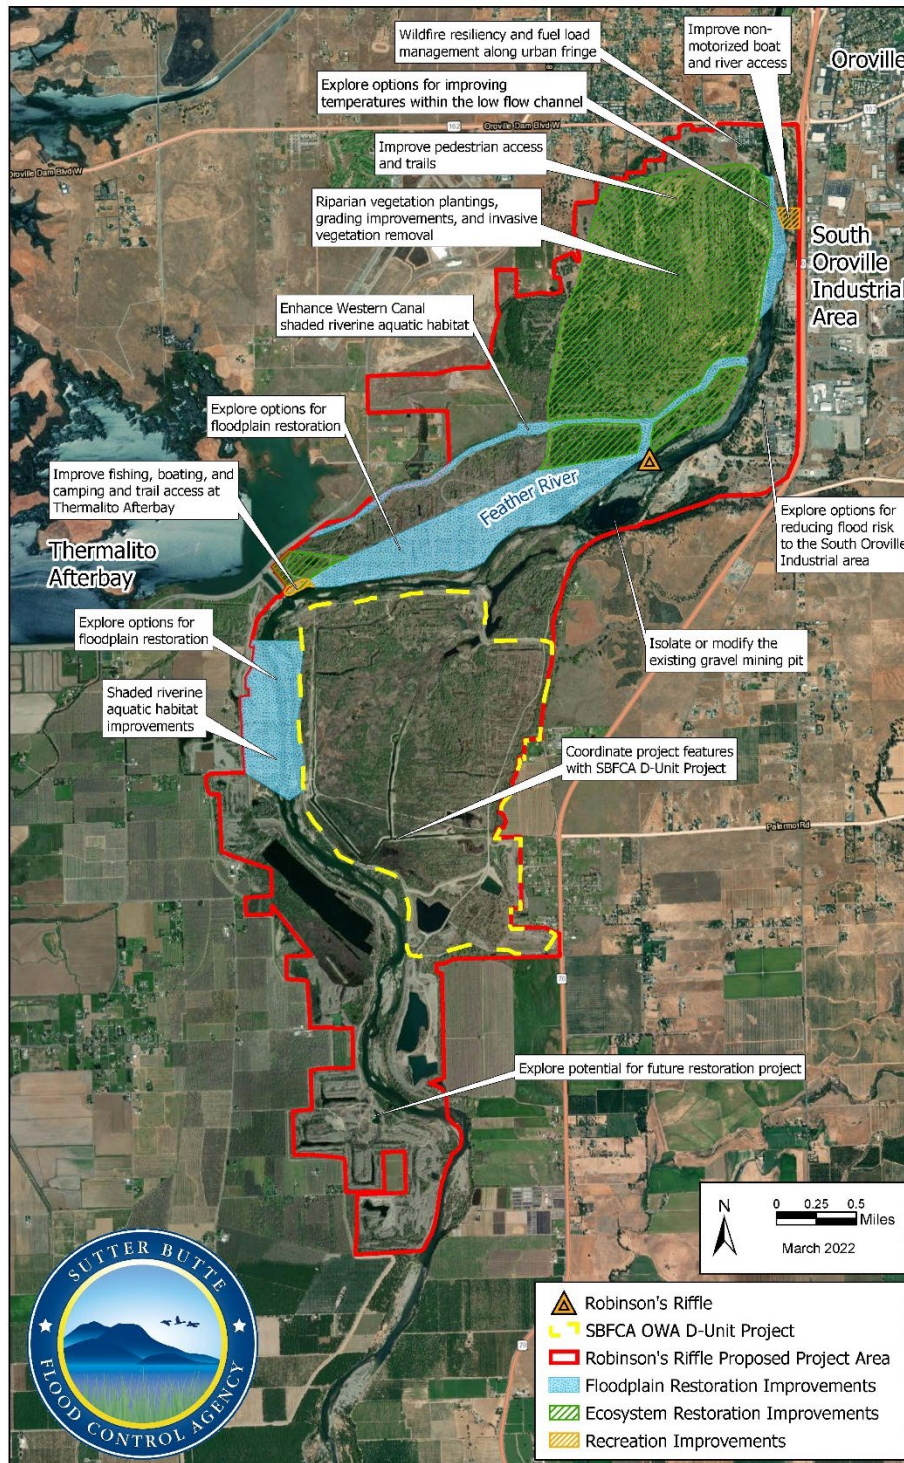 Wildfire resiliency and fuel load
management along urban fringe
Improve non-
motorized boat
and river access
Oroville
162
Explore options for improving
temperatures within the low flow channel
162
Oroville Dam Blvd W
Oroville Dam Blvd W
Improve pedestrian access
and trails
Riparian vegetation plantings,
grading improvements, and invasive
vegetation removal
South
Oroville
Industrial
Area
Enhance Western Canal
shaded riverine aquatic habitat
Explore options for
floodplain restoration
Improve fishing, boating, and
camping and trail access at
Thermalito Afterbay
Feather River
Explore options for
reducing flood risk
to the South Oroville
Industrial area
Thermalito
Afterbay
Explore options for
floodplain restoration
Isolate or modify the
existing gravel mining pit
Shaded riverine
aquatic habitat
improvements
Coordinate project features
with SBFCA D-Unit Project
Palermo Rd
70
Explore potential for future restoration project
N
0 0.25 0.5
Miles
March 2022
SUTTER BUTTE
FLOOD CONTROL AGENCY
70
Robinson's Riffle
SBFCA OWA D-Unit Project
Robinson's Riffle Proposed Project Area
Floodplain Restoration Improvements
Ecosystem Restoration Improvements
Recreation Improvements